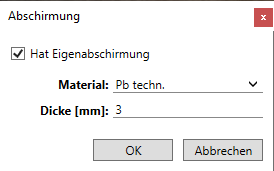 Abschirmung
Hat Eigenabschirmung
Material: Pb techn.
Dicke [mm]: 3
OK Abbrechen